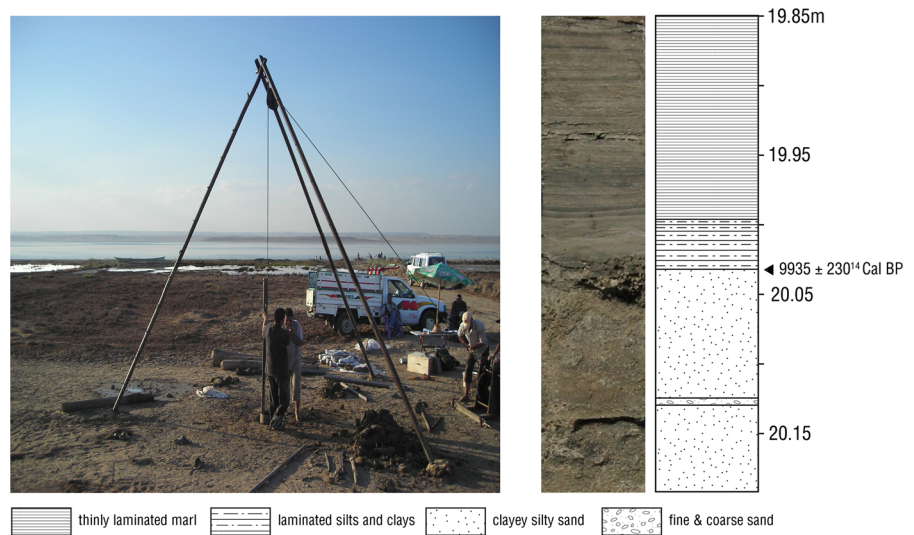 19.85m
19.95
9935 ± 230¹⁴ Cal BP
20.05
20.15
thinly laminated marl
laminated silts and clays
clayey silty sand
fine & coarse sand